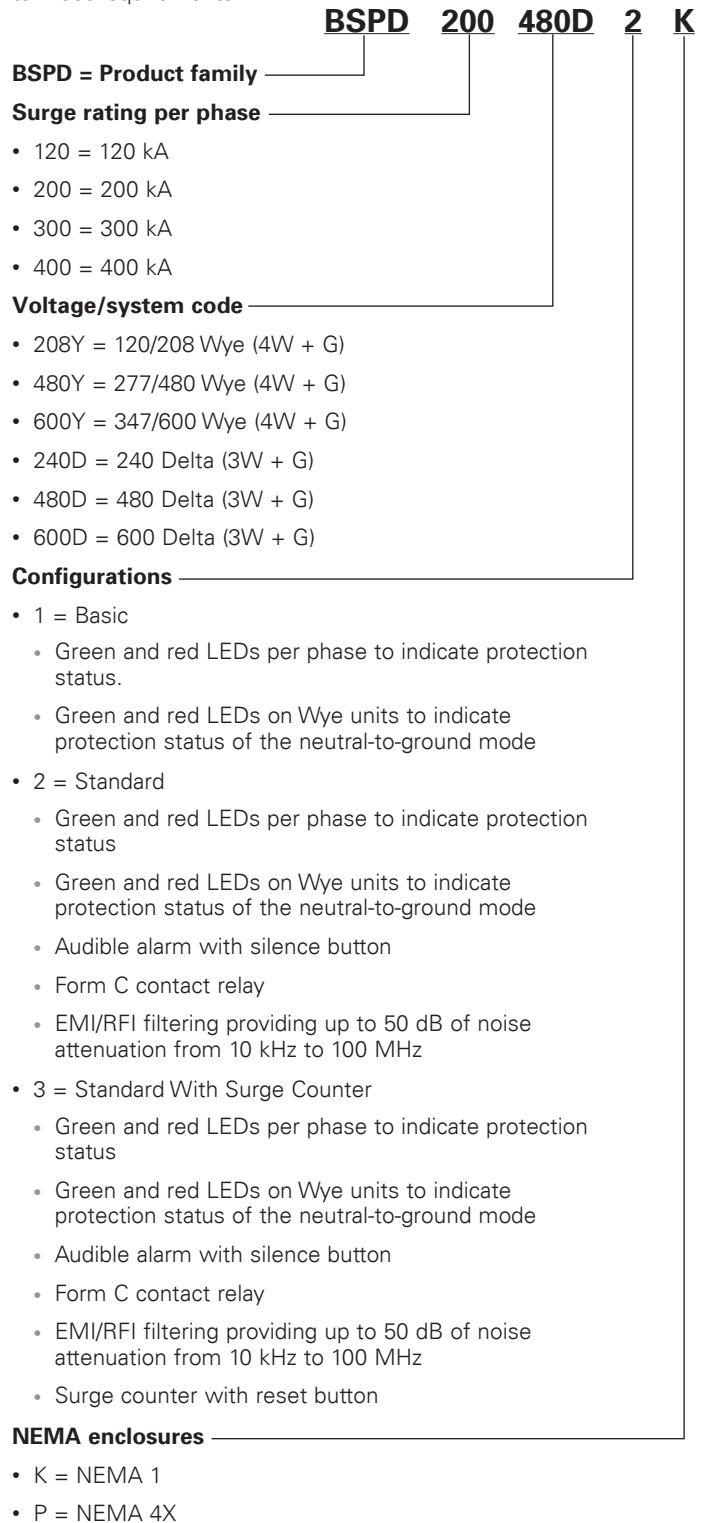 BSPD 200 480D 2 K
BSPD = Product family
Surge rating per phase
• 120 = 120 kA
• 200 = 200 kA
• 300 = 300 kA
• 400 = 400 kA
Voltage/system code
• 208Y = 120/208 Wye (4W + G)
• 480Y = 277/480 Wye (4W + G)
• 600Y = 347/600 Wye (4W + G)
• 240D = 240 Delta (3W + G)
• 480D = 480 Delta (3W + G)
• 600D = 600 Delta (3W + G)
Configurations
• 1 = Basic
• Green and red LEDs per phase to indicate protection
status.
• Green and red LEDs on Wye units to indicate
protection status of the neutral-to-ground mode
• 2 = Standard
• Green and red LEDs per phase to indicate protection
status
• Green and red LEDs on Wye units to indicate
protection status of the neutral-to-ground mode
• Audible alarm with silence button
• Form C contact relay
• EMI/RFI filtering providing up to 50 dB of noise
attenuation from 10 kHz to 100 MHz
• 3 = Standard With Surge Counter
• Green and red LEDs per phase to indicate protection
status
• Green and red LEDs on Wye units to indicate
protection status of the neutral-to-ground mode
• Audible alarm with silence button
• Form C contact relay
• EMI/RFI filtering providing up to 50 dB of noise
attenuation from 10 kHz to 100 MHz
• Surge counter with reset button
NEMA enclosures
• K = NEMA 1
• P = NEMA 4X